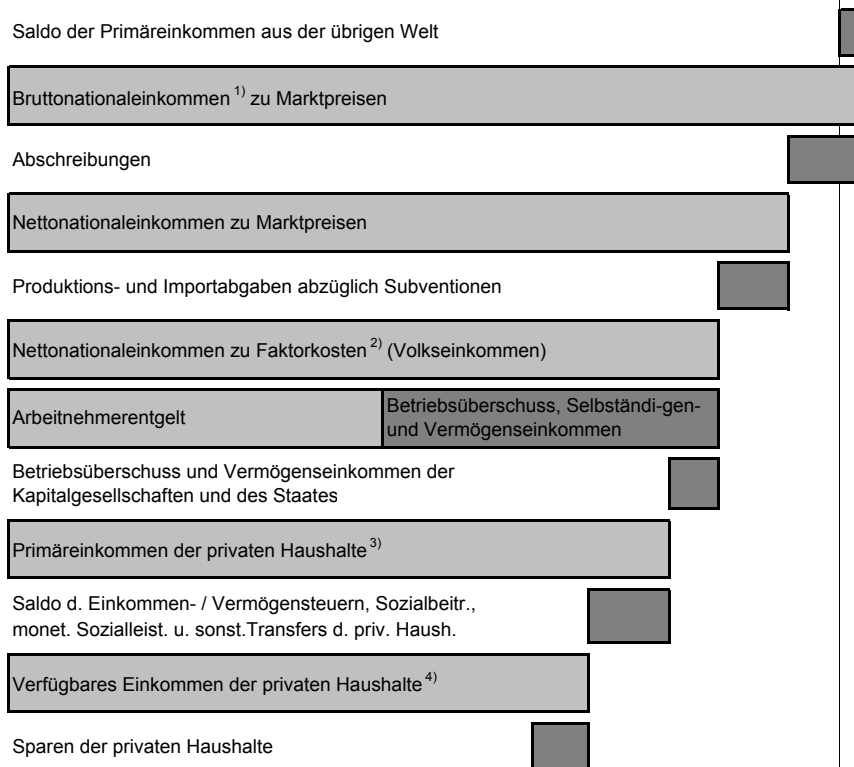 Saldo der Primäreinkommen aus der übrigen Welt
Bruttonationaleinkommen 1) zu Marktpreisen
Abschreibungen
Nettonationaleinkommen zu Marktpreisen
Produktions- und Importabgaben abzüglich Subventionen
Nettonationaleinkommen zu Faktorkosten 2) (Volkseinkommen)
Arbeitnehmerentgelt
Betriebsüberschuss, Selbständi-gen-
und Vermögenseinkommen
Betriebsüberschuss und Vermögenseinkommen der
Kapitalgesellschaften und des Staates
Primäreinkommen der privaten Haushalte 3)
Saldo d. Einkommen- / Vermögensteuern, Sozialbeitr.,
monet. Sozialleist. u. sonst.Transfers d. priv. Haush.
Verfügbares Einkommen der privaten Haushalte 4)
Sparen der privaten Haushalte